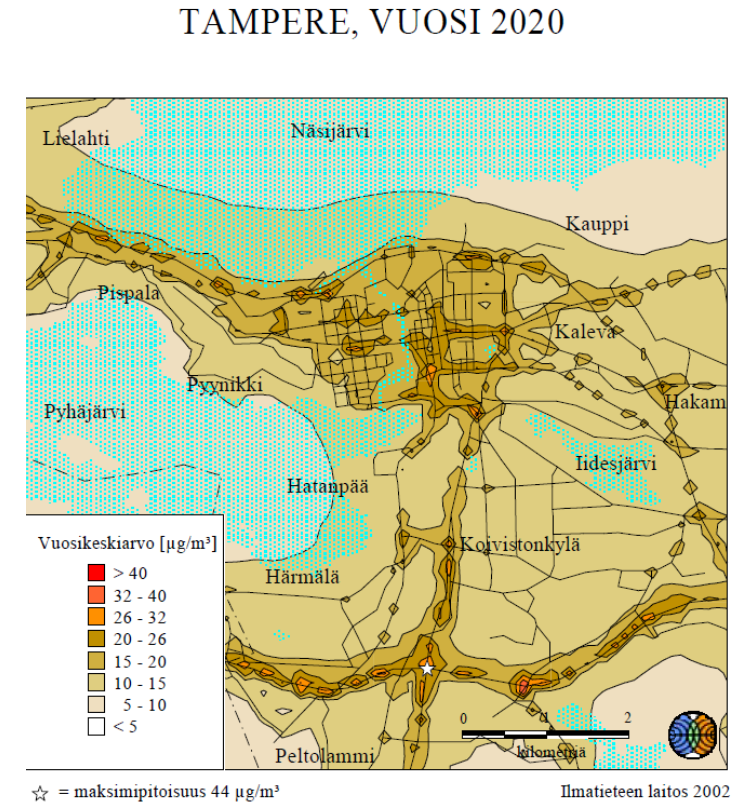 TAMPERE, VUOSI 2020
Lielahti
Näsijärvi
Kauppi
Pispala
Kaleva
Pyynikki
Hakam
Pyhäjärvi
Iidesjärvi
Hatanpää
Koivistonkylä
Härmälä
Vuosikeskiarvo [µg/m³]
> 40
32 - 40
26 - 32
20 - 26
15 - 20
10 - 15
5 - 10
< 5
0 1 2
kilometriä
Peltolammi
☆ = maksimipitoisuus 44 µg/m³
Ilmatieteen laitos 2002